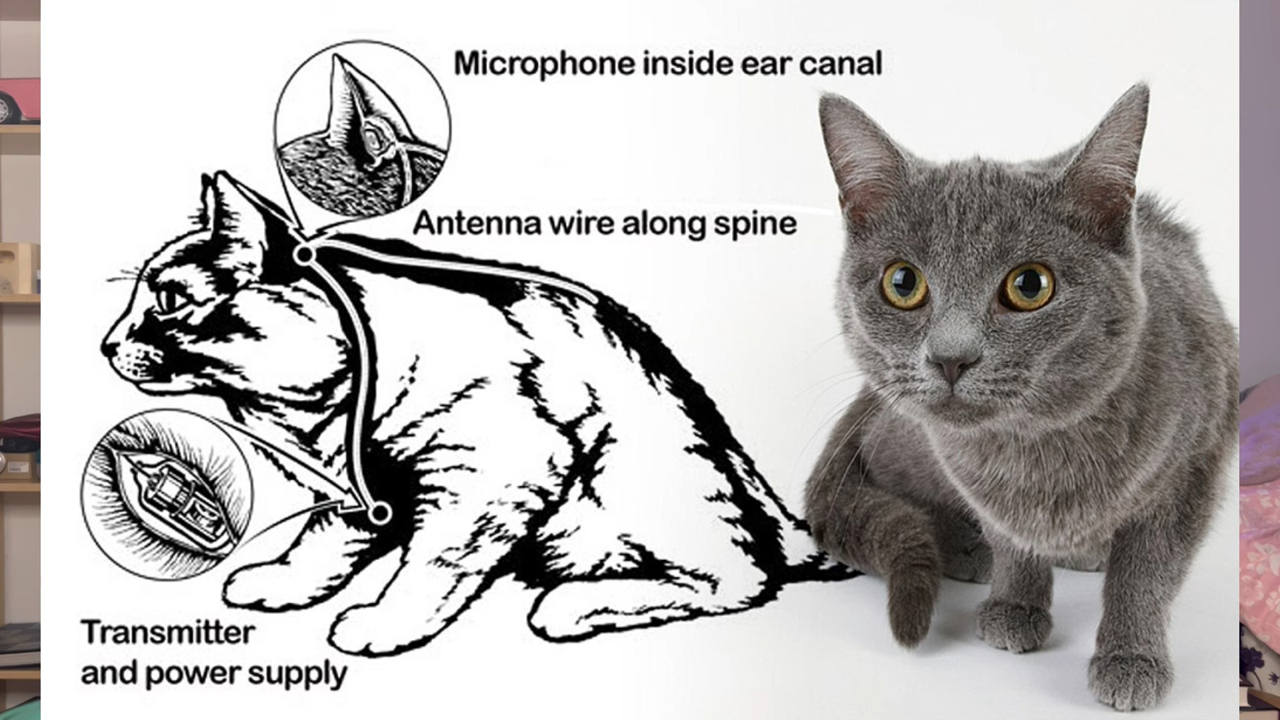 Microphone inside ear canal
Antenna wire along spine
Transmitter
and power supply